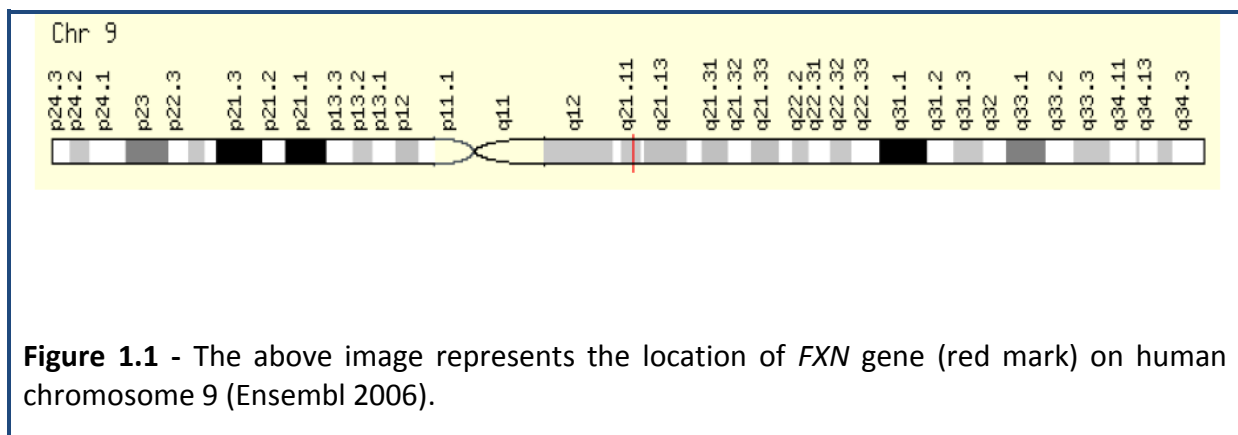 Chr 9
p24.3 p24.2 p24.1 p23 p22.3 p21.3 p21.2 p21.1 p13.3 p13.2 p13.1 p12 p11.1 q11 q12 q21.11 q21.13 q21.31 q21.32 q21.33 q22.2 q22.31 q22.32 q22.33 q31.1 q31.2 q31.3 q32 q33.1 q33.2 q33.3 q34.11 q34.13 q34.3
Figure 1.1 - The above image represents the location of FXN gene (red mark) on human
chromosome 9 (Ensembl 2006).